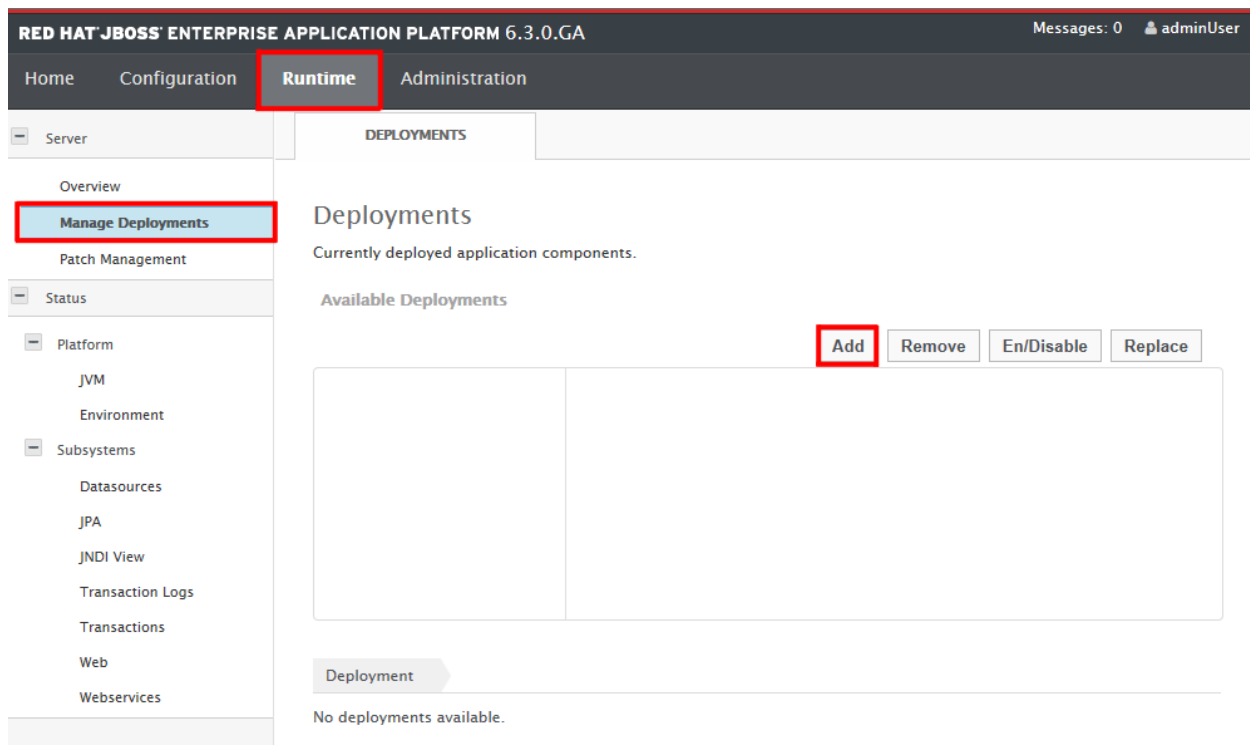 RED HAT JBOSS ENTERPRISE APPLICATION PLATFORM 6.3.0.GA
Messages: 0 adminUser
Home Configuration Runtime Administration
Server
Overview
Manage Deployments
Patch Management
Status
Platform
JVM
Environment
Subsystems
Datasources
JPA
JNDI View
Transaction Logs
Transactions
Web
Webservices
DEPLOYMENTS
Deployments
Currently deployed application components.
Available Deployments
Add Remove En/Disable Replace
Deployment
No deployments available.